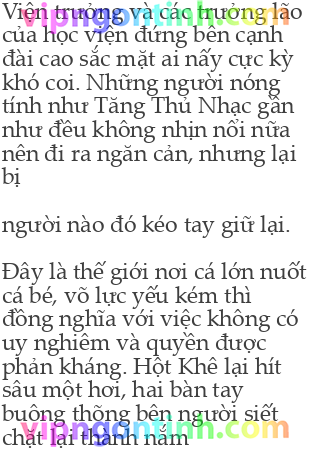 Viện trưởng và các trưởng lão
của học viện đứng bên cạnh
đài cao sắc mặt ai nấy cực kỳ
khó coi. Những người nóng
tính như Tăng Thủ Nhạc gần
như đều không nhịn nổi nữa
nên đi ra ngăn cản, nhưng lại
bị
người nào đó kéo tay giữ lại.
Đây là thế giới nơi cá lớn nuốt
cá bé, võ lực yếu kém thì
đồng nghĩa với việc không có
uy nghiêm và quyền được
phản kháng. Hột Khê lại hít
sâu một hơi, hai bàn tay
buông thõng bên người siết
chặt lại thành nắm
vipngontinh.com
vipngontinh.com